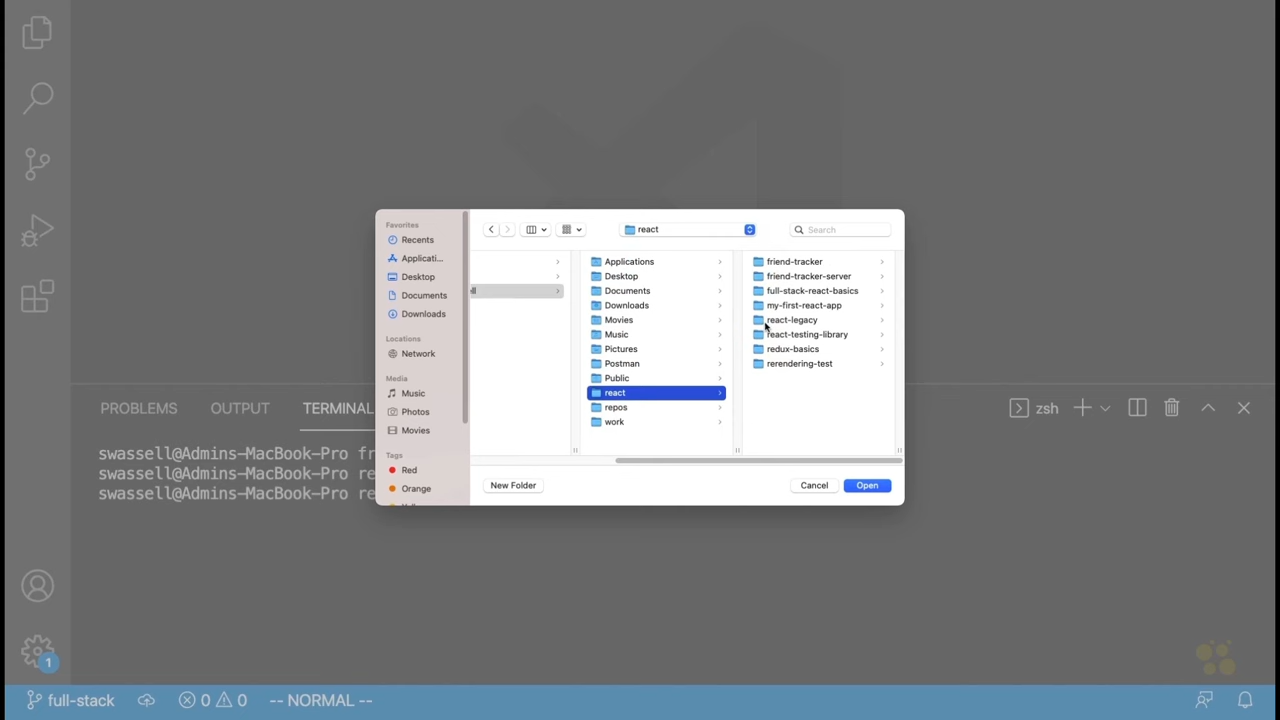 Favorites
Recents
Applicati...
Desktop
Documents
Downloads
Locations
Network
Media
Music
Photos
Movies
Tags
Red
Orange
react
Search
ll
Applications
Desktop
Documents
Downloads
Movies
Music
Pictures
Postman
Public
react
repos
work
friend-tracker
friend-tracker-server
full-stack-react-basics
my-first-react-app
react-legacy
react-testing-library
redux-basics
rerendering-test
New Folder
Cancel
Open
PROBLEMS
OUTPUT
TERMINAL
zsh
swassell@Admins-MacBook-Pro fr
swassell@Admins-MacBook-Pro re
swassell@Admins-MacBook-Pro re
1
full-stack
0
0
-- NORMAL --